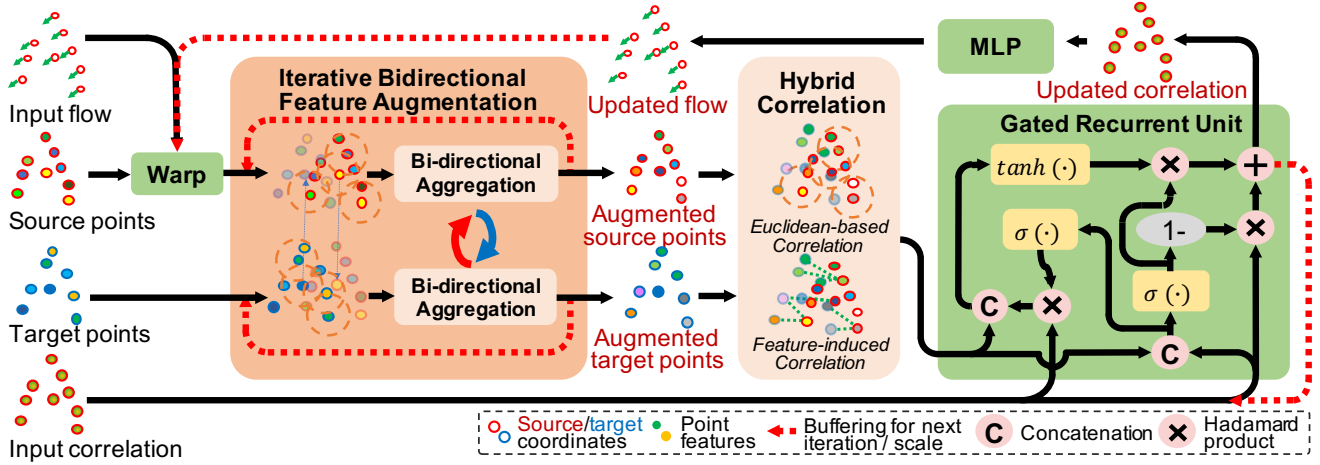 Input flow
Source points
Target points
Input correlation
Warp
Iterative Bidirectional
Feature Augmentation
Bi-directional
Aggregation
Bi-directional
Aggregation
Updated flow
Augmented
source points
Augmented
target points
Hybrid
Correlation
Euclidean-based
Correlation
Feature-induced
Correlation
MLP
Updated correlation
Gated Recurrent Unit
tanh (·)
σ (·)
σ (·)
1-
×
×
×
+
C
C
Source/target
coordinates
Point
features
Buffering for next
iteration / scale
C
Concatenation
×
Hadamard
product